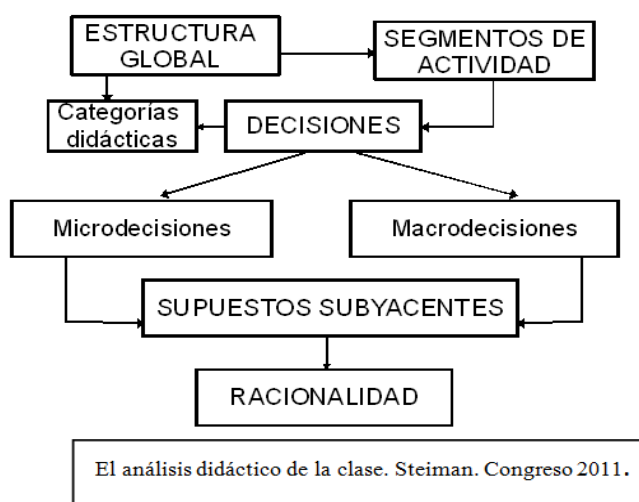 ESTRUCTURA
GLOBAL
SEGMENTOS DE
ACTIVIDAD
Categorías
didácticas
DECISIONES
Microdecisiones
Macrodecisiones
SUPUESTOS SUBYACENTES
RACIONALIDAD
El análisis didáctico de la clase. Steiman. Congreso 2011.